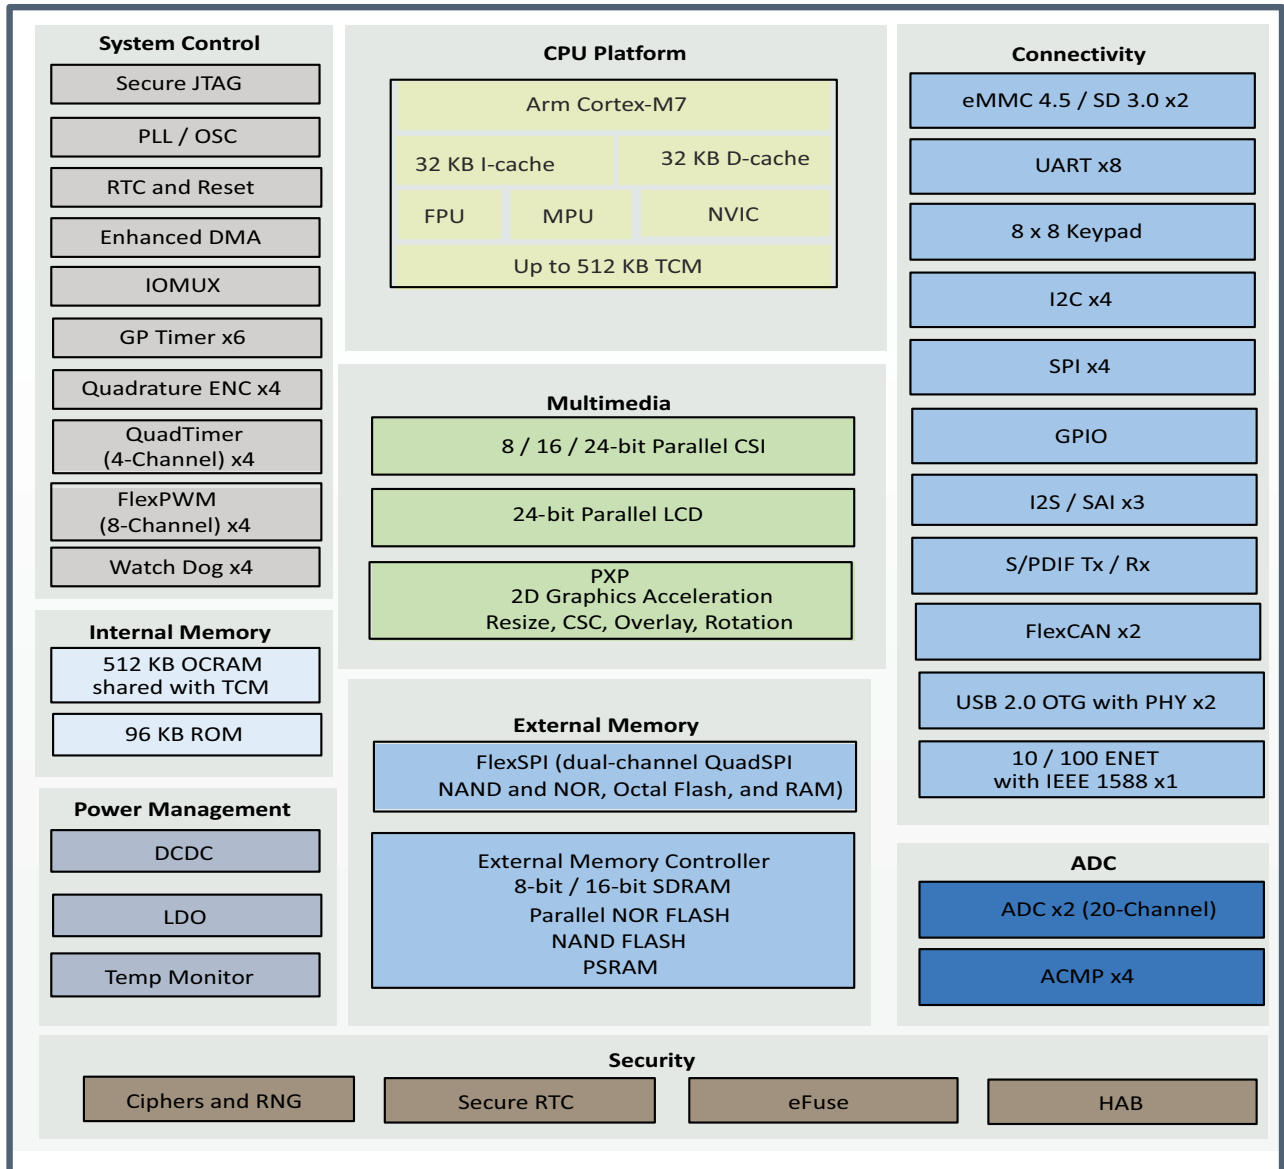 System Control
Secure JTAG
PLL / OSC
RTC and Reset
Enhanced DMA
IOMUX
GP Timer x6
Quadrature ENC x4
QuadTimer
(4-Channel) x4
FlexPWM
(8-Channel) x4
Watch Dog x4
Internal Memory
512 KB OCRAM
shared with TCM
96 KB ROM
Power Management
DCDC
LDO
Temp Monitor
CPU Platform
Arm Cortex-M7
32 KB I-cache
32 KB D-cache
FPU
MPU
NVIC
Up to 512 KB TCM
Multimedia
8 / 16 / 24-bit Parallel CSI
24-bit Parallel LCD
PXP
2D Graphics Acceleration
Resize, CSC, Overlay, Rotation
External Memory
FlexSPI (dual-channel QuadSPI
NAND and NOR, Octal Flash, and RAM)
External Memory Controller
8-bit / 16-bit SDRAM
Parallel NOR FLASH
NAND FLASH
PSRAM
Connectivity
eMMC 4.5 / SD 3.0 x2
UART x8
8 x 8 Keypad
I2C x4
SPI x4
GPIO
I2S / SAI x3
S/PDIF Tx / Rx
FlexCAN x2
USB 2.0 OTG with PHY x2
10 / 100 ENET
with IEEE 1588 x1
ADC
ADC x2 (20-Channel)
ACMP x4
Security
Ciphers and RNG
Secure RTC
eFuse
HAB